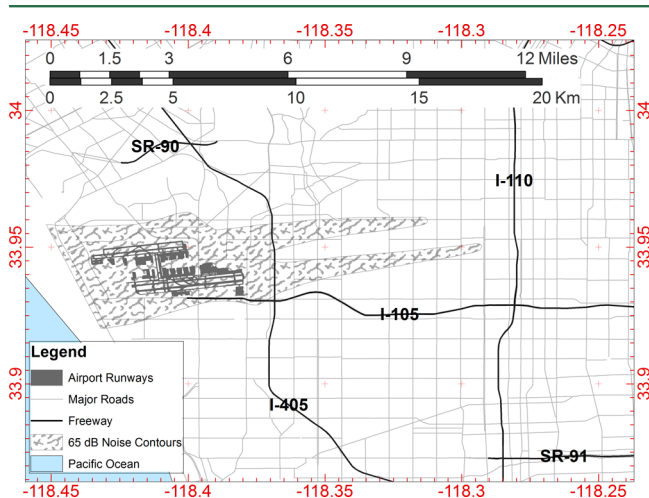 -118.45 -118.4 -118.35 -118.3 -118.25
0 1.5 3 6 9 12 Miles
0 2.5 5 10 15 20 Km
34 34
SR-90
I-110
33.95 33.95
I-105
Legend
Airport Runways
Major Roads
Freeway
65 dB Noise Contours
Pacific Ocean
33.9 33.9
I-405
SR-91
-118.45 -118.4 -118.35 -118.3 -118.25